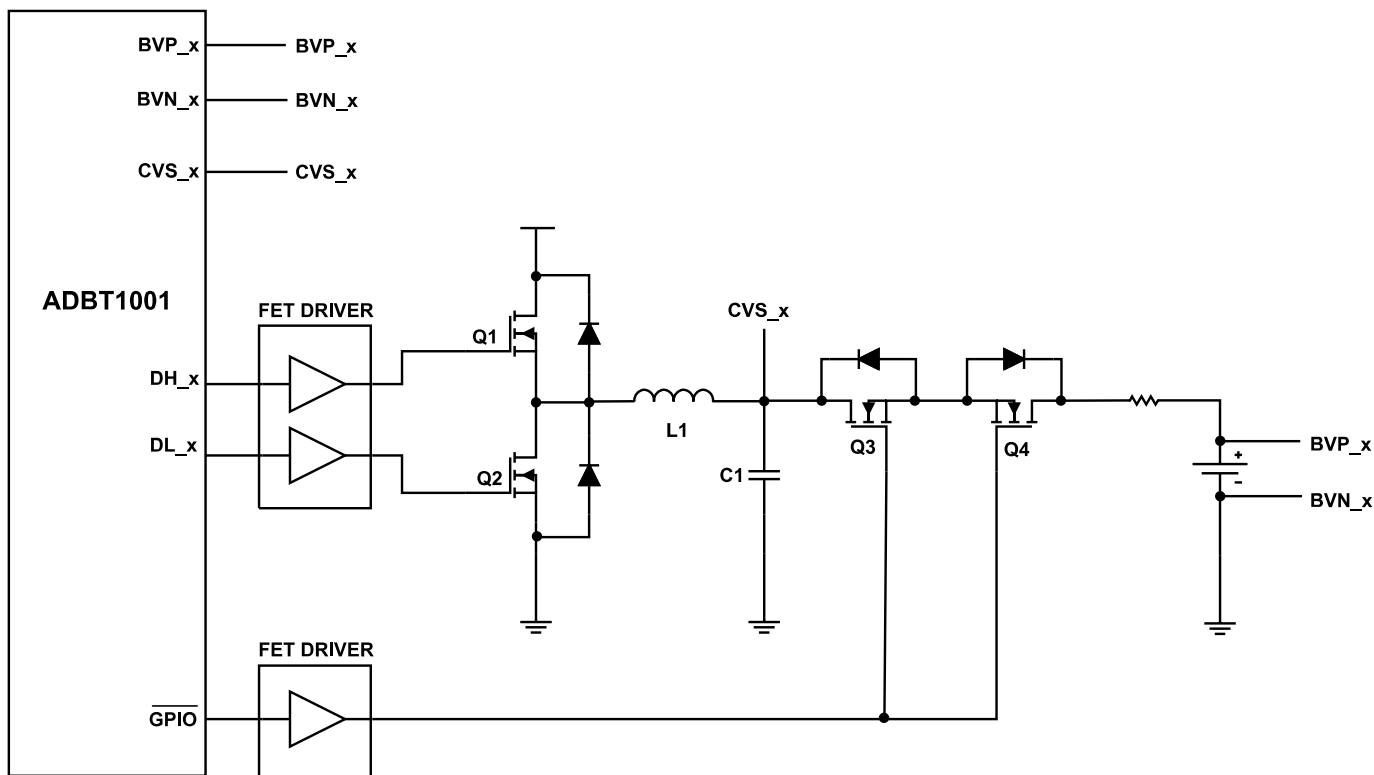 BVP_x BVP_x
BVN_x BVN_x
CVS_x CVS_x
ADBT1001
FET DRIVER
CVS_x
Q1
DH_x
L1
Q3
Q4
BVP_x
DL_x
Q2
C1
+
-
BVN_x
FET DRIVER
GPIO